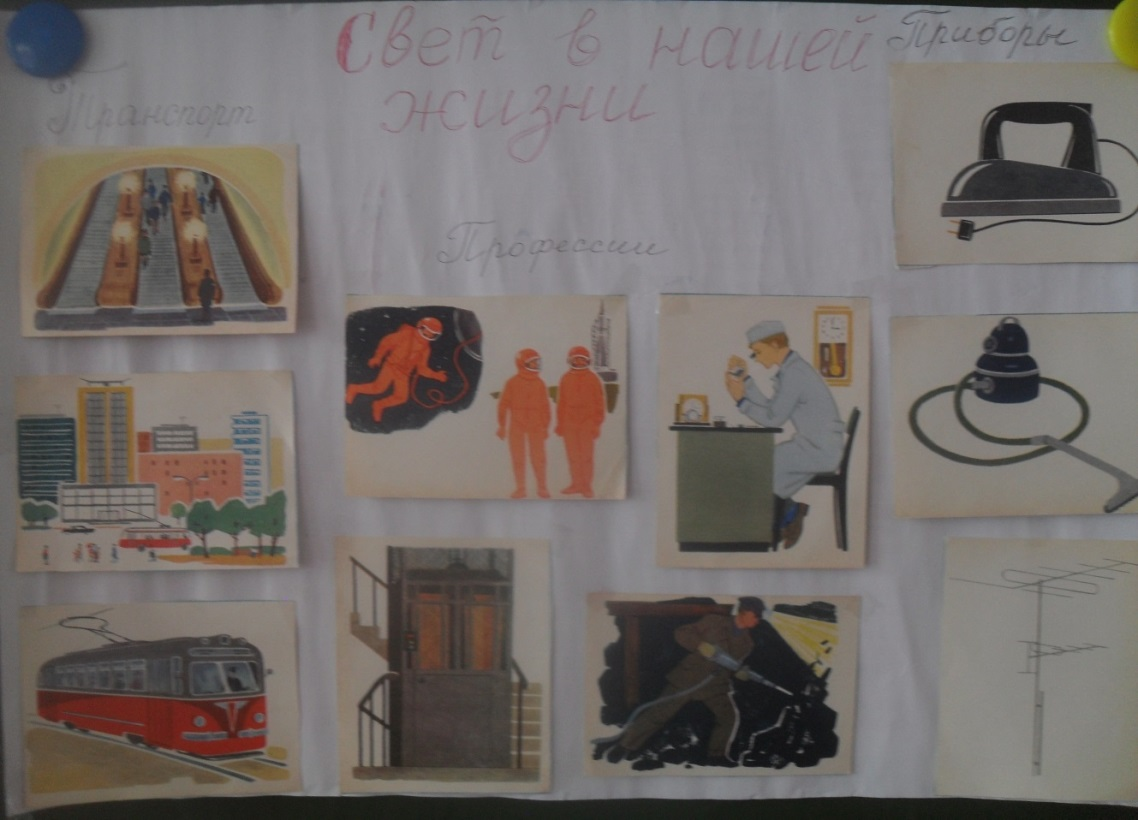 Свет в нашей
жизни
Транспорт
Профессии
Приборы